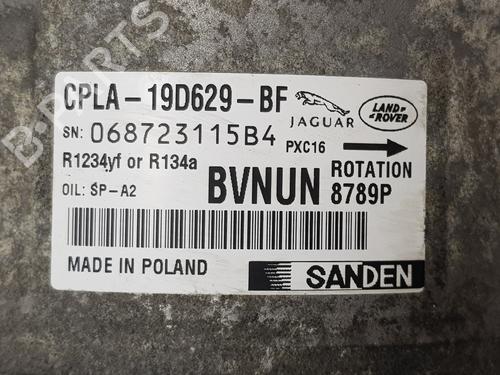 B-PARTS
CPLA-19D629-BF
JAGUAR
LAND ROVER
SN: 068723115B4
PXC16
R1234yf or R134a
ROTATION
OIL: SP-A2
BVNUN
8789P
MADE IN POLAND
SANDEN